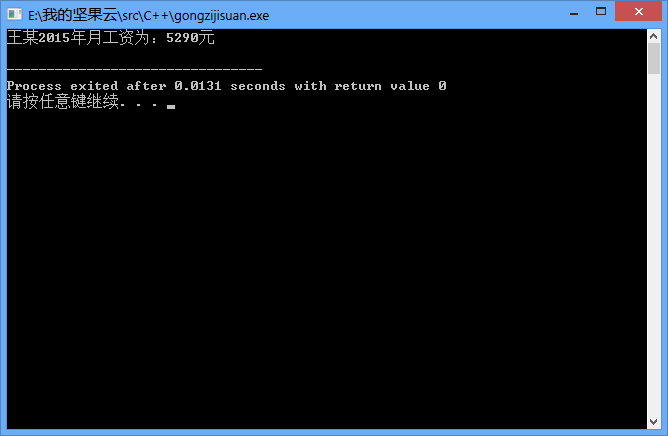 E:\我的坚果云\src\C++\gongzijisuan.exe
王某2015年月工资为：5290元
--------------------------------
Process exited after 0.0131 seconds with return value 0
请按任意键继续. . .